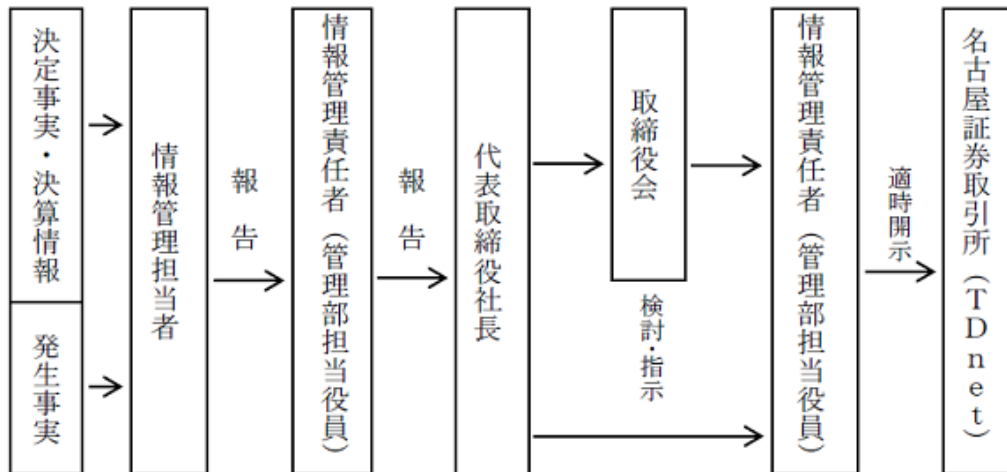 決定事実・決算情報
発生事実
情報管理担当者
報告
情報管理責任者（管理部担当役員）
報告
代表取締役社長
取締役会
検討・指示
情報管理責任者（管理部担当役員）
適時開示
名古屋証券取引所（ＴＤｎｅｔ）